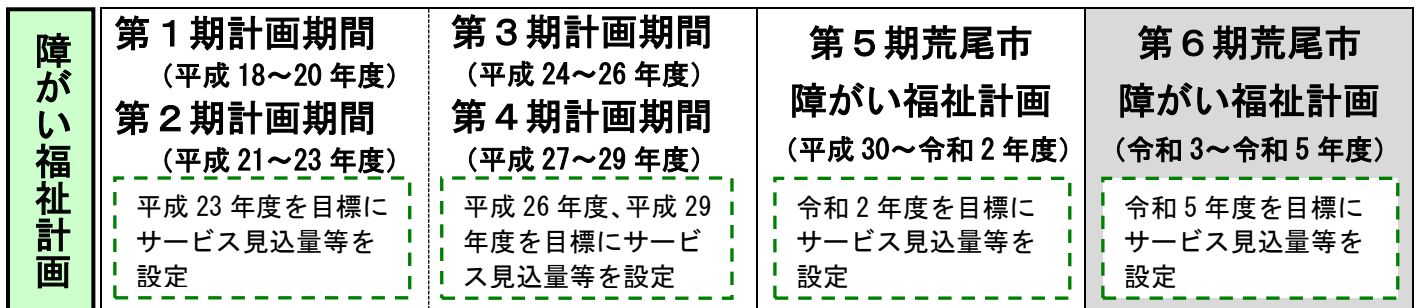 障がい福祉計画
第1期計画期間
(平成 18～20 年度)
第2期計画期間
(平成 21～23 年度)
平成 23 年度を目標に
サービス見込量等を
設定
第3期計画期間
(平成 24～26 年度)
第4期計画期間
(平成 27～29 年度)
平成 26 年度、平成 29
年度を目標にサービ
ス見込量等を設定
第5期荒尾市
障がい福祉計画
(平成 30～令和 2 年度)
令和 2 年度を目標に
サービス見込量等を
設定
第6期荒尾市
障がい福祉計画
(令和 3～令和 5 年度)
令和 5 年度を目標に
サービス見込量等を
設定